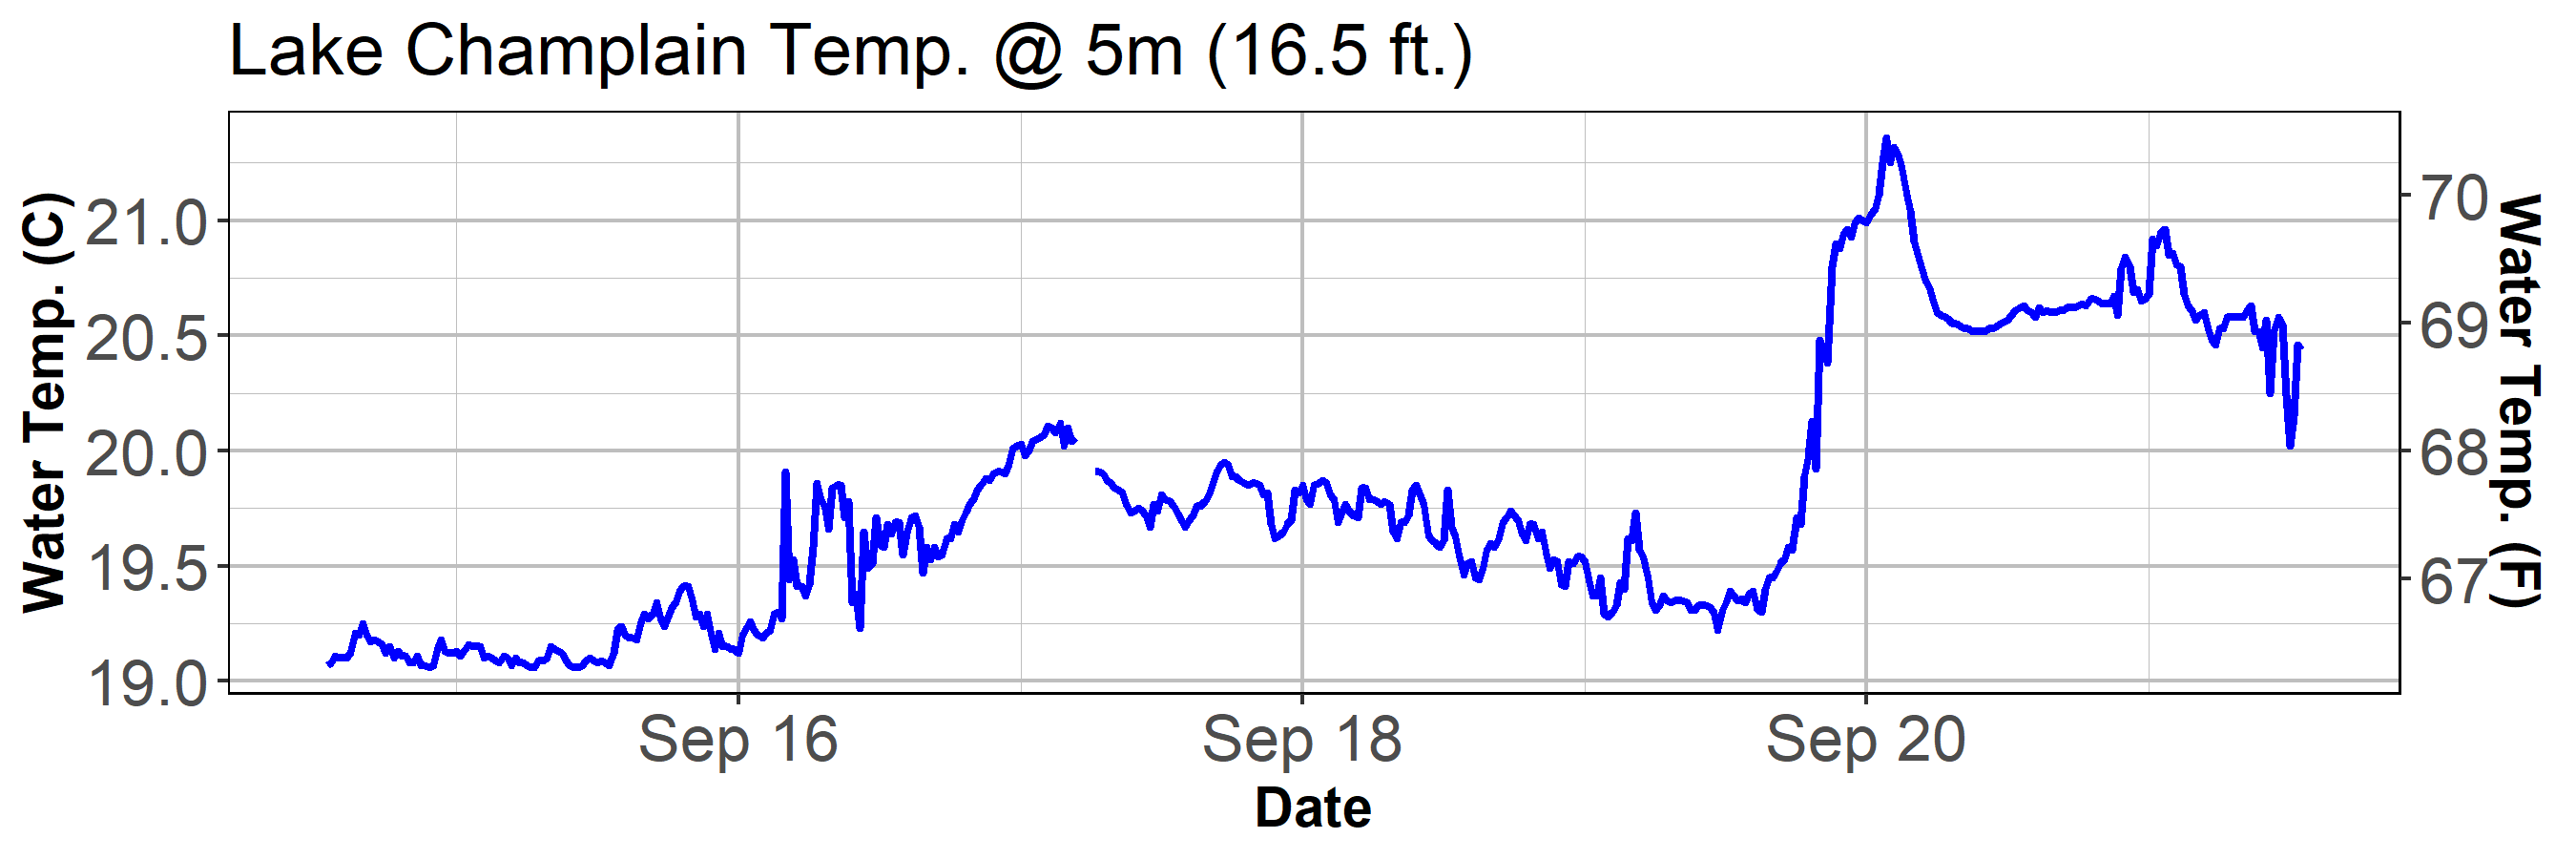 Lake Champlain Temp. @ 5m (16.5 ft.)
Water Temp. (C)
21.0
20.5
20.0
19.5
19.0
70
69
68
67
Water Temp. (F)
Sep 16
Sep 18
Sep 20
Date